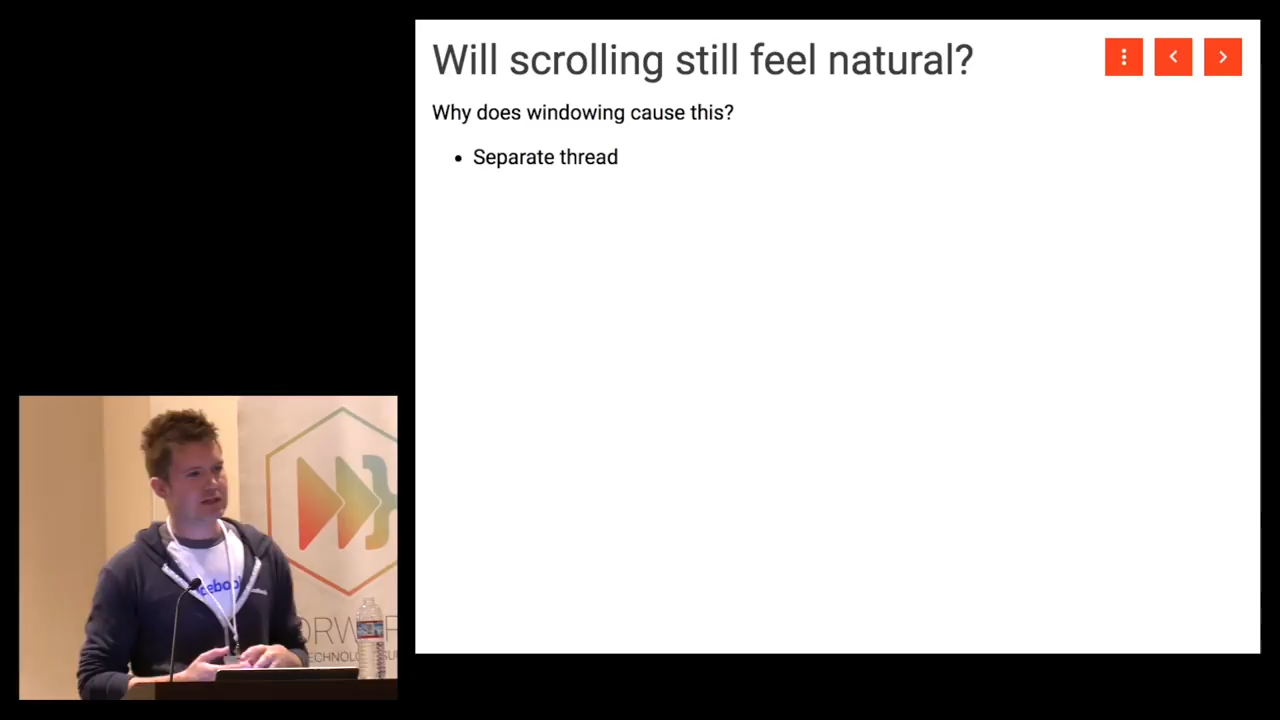 Will scrolling still feel natural?
Why does windowing cause this?
• Separate thread